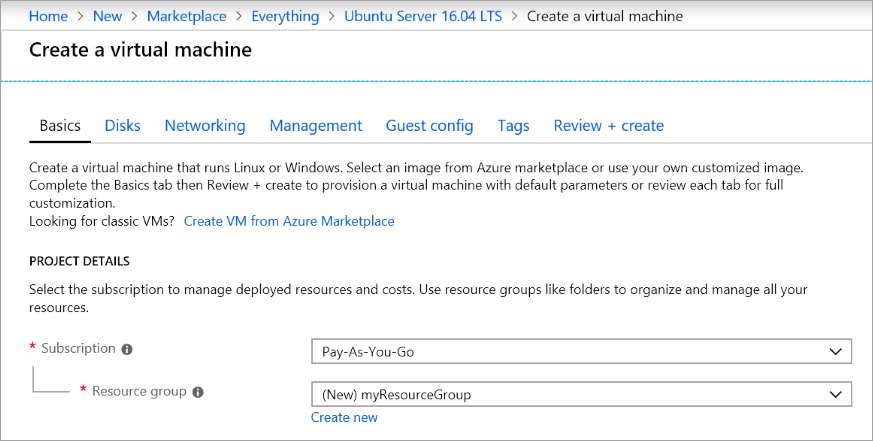 Home > New > Marketplace > Everything > Ubuntu Server 16.04 LTS > Create a virtual machine
Create a virtual machine
Basics Disks Networking Management Guest config Tags Review + create
Create a virtual machine that runs Linux or Windows. Select an image from Azure marketplace or use your own customized image.
Complete the Basics tab then Review + create to provision a virtual machine with default parameters or review each tab for full
customization.
Looking for classic VMs? Create VM from Azure Marketplace
PROJECT DETAILS
Select the subscription to manage deployed resources and costs. Use resource groups like folders to organize and manage all your
resources.
* Subscription Pay-As-You-Go
* Resource group (New) myResourceGroup
Create new